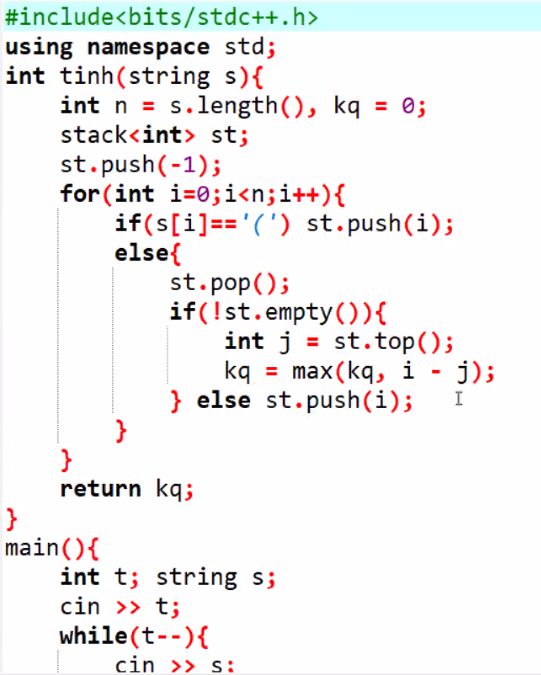 #include<bits/stdc++.h>
using namespace std;
int tinh(string s){
    int n = s.length(), kq = 0;
    stack<int> st;
    st.push(-1);
    for(int i=0;i<n;i++){
        if(s[i]=='(') st.push(i);
        else{
            st.pop();
            if(!st.empty()){
                int j = st.top();
                kq = max(kq, i - j);
            } else st.push(i);
        }
    }
    return kq;
}
main(){
    int t; string s;
    cin >> t;
    while(t--){
        cin >> s;